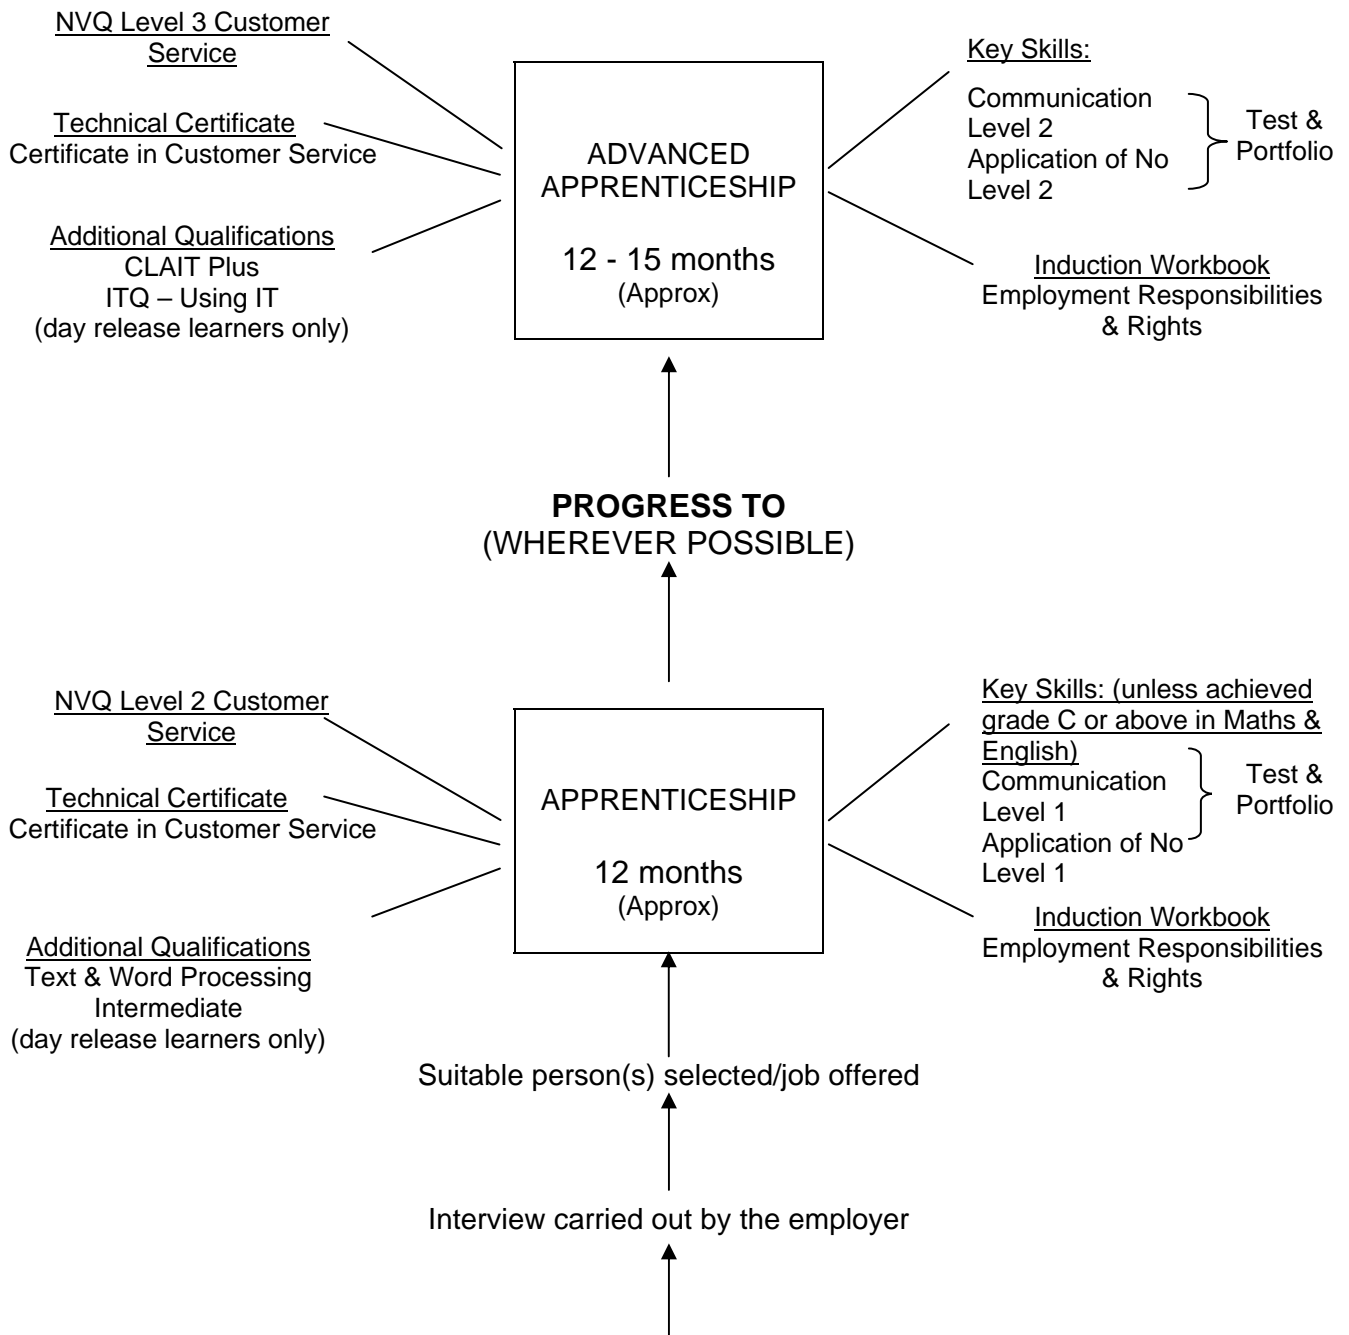 NVQ Level 3 Customer
Service
Technical Certificate
Certificate in Customer Service
Additional Qualifications
CLAIT Plus
ITQ – Using IT
(day release learners only)
ADVANCED
APPRENTICESHIP
12 - 15 months
(Approx)
Key Skills:
Communication
Level 2
Application of No
Level 2
Test &
Portfolio
Induction Workbook
Employment Responsibilities
& Rights
PROGRESS TO
(WHEREVER POSSIBLE)
NVQ Level 2 Customer
Service
Technical Certificate
Certificate in Customer Service
Additional Qualifications
Text & Word Processing
Intermediate
(day release learners only)
APPRENTICESHIP
12 months
(Approx)
Key Skills: (unless achieved
grade C or above in Maths &
English)
Communication
Level 1
Application of No
Level 1
Test &
Portfolio
Induction Workbook
Employment Responsibilities
& Rights
Suitable person(s) selected/job offered
Interview carried out by the employer